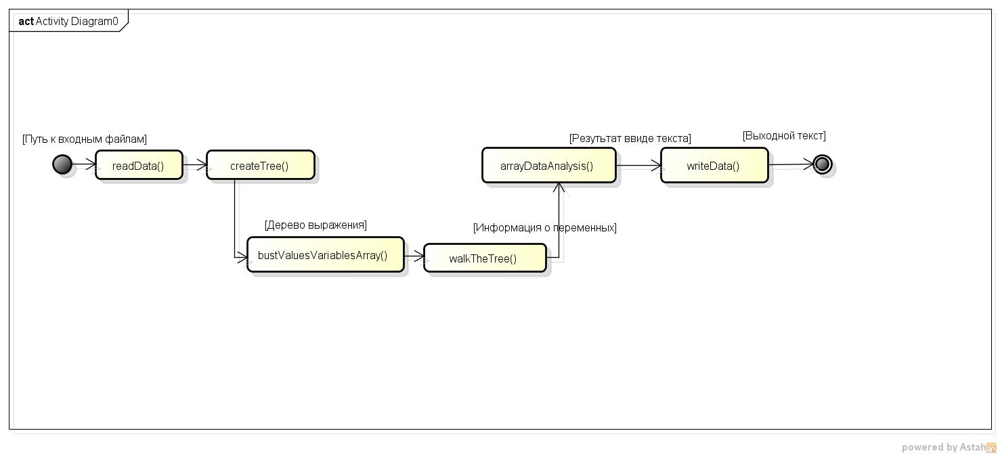 act Activity Diagram0
[Путь к входным файлам]
readData()
createTree()
[Дерево выражения]
bustValuesVariablesArray()
walkTheTree()
[Информация о переменных]
arrayDataAnalysis()
[Резутьтат ввиде текста]
writeData()
[Выходной текст]
powered by Astah